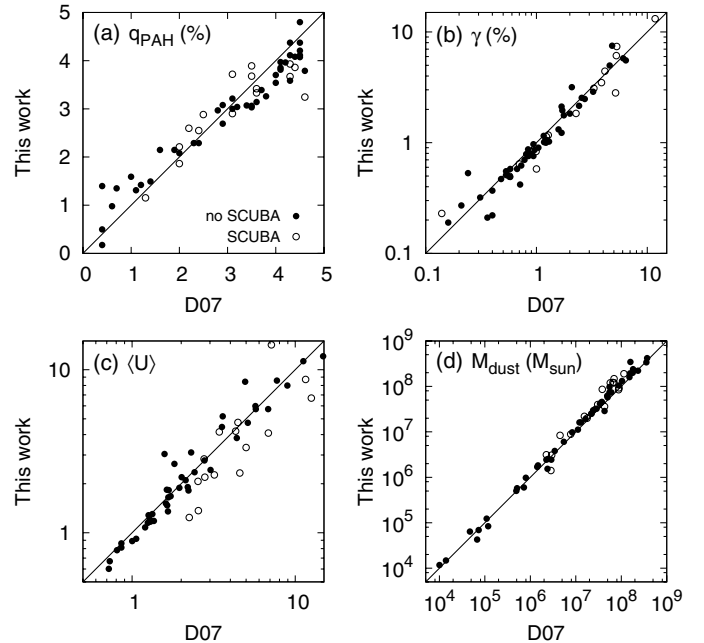 (a) q_PAH (%)
5
4
3
2
1
0
This work
no SCUBA
SCUBA
0 1 2 3 4 5
D07
(b) γ (%)
10
1
0.1
This work
0.1 1 10
D07
(c) ⟨U⟩
10
1
This work
1 10
D07
(d) M_dust (M_sun)
10^9
10^8
10^7
10^6
10^5
10^4
This work
10^4 10^5 10^6 10^7 10^8 10^9
D07